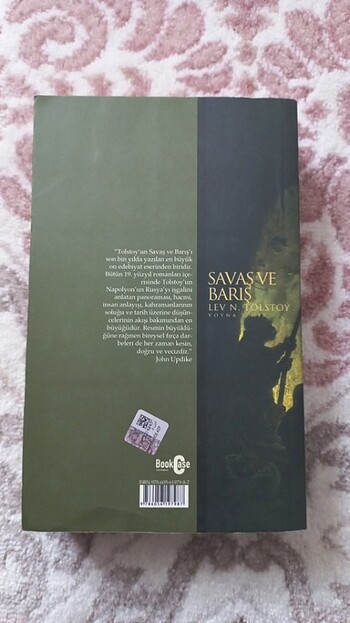 "Tolstoy'un Savaş ve Barış'ı
son bin yılda yazılan en büyük
on edebiyat eserinden biridir.
Bütün 19. yüzyıl romanları içe-
risinde Tolstoy'un
Napolyon'un Rusya'yı işgalini
anlatan panoraması, hacmi,
insan anlayışı, kahramanlarının
soluğu ve tarih üzerine düşün-
celerinin akışı bakımından en
büyüğüdür. Resmin büyüklü-
ğüne rağmen bireysel fırça dar-
beleri de her zaman kesin,
doğru ve vecizdir."
John Updike
SAVAŞ VE
BARIŞ
LEV N. TOLSTOY
VOYNA
BookCase